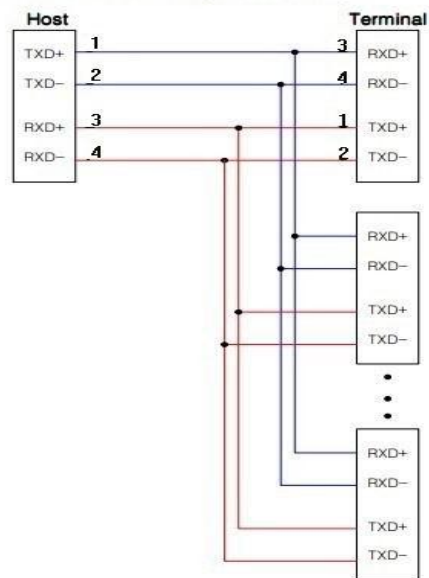 Host Terminal
TXD+ 1 3 RXD+
TXD− 2 4 RXD−
RXD+ 3 1 TXD+
RXD− 4 2 TXD−
RXD+
RXD−
TXD+
TXD−
RXD+
RXD−
TXD+
TXD−